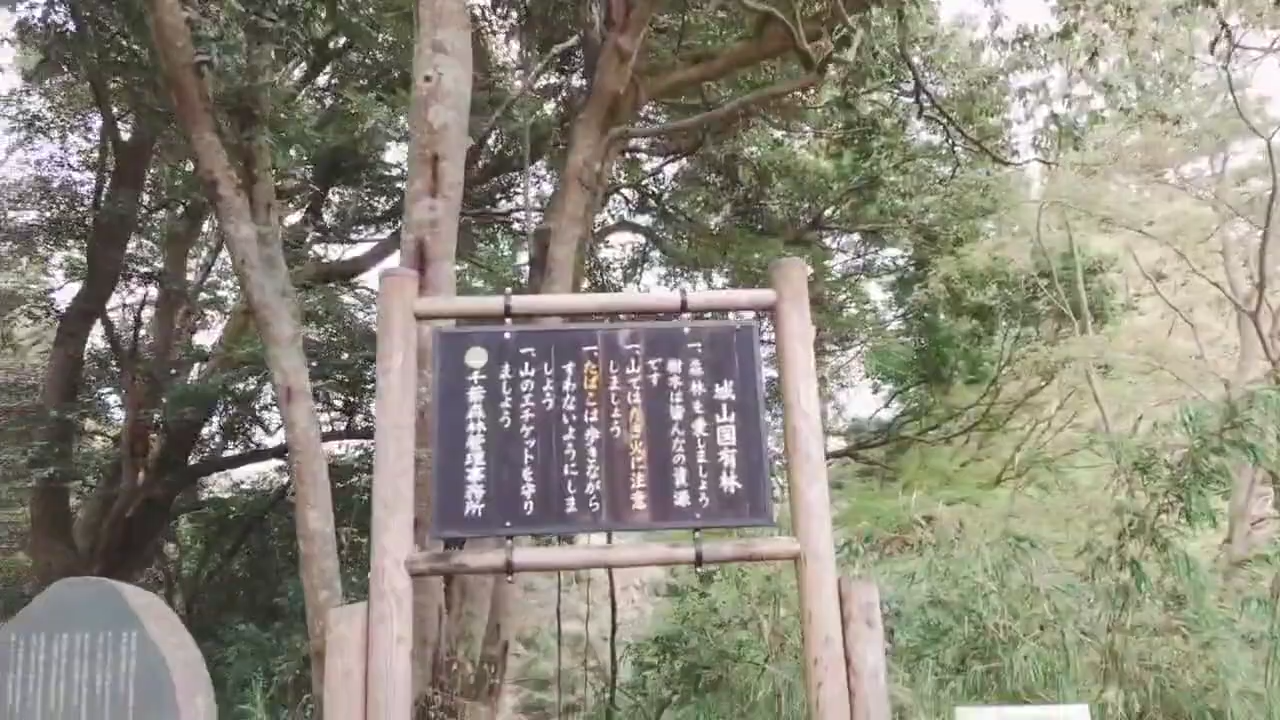 城山国有林
一、森林を愛しましょう
樹木は皆んなの資源
です
一、山ではたき火に注意
しましょう
一、たばこは歩きながら
すわないようにしま
しょう
一、山のエチケットを守り
ましょう
千葉森林管理事務所